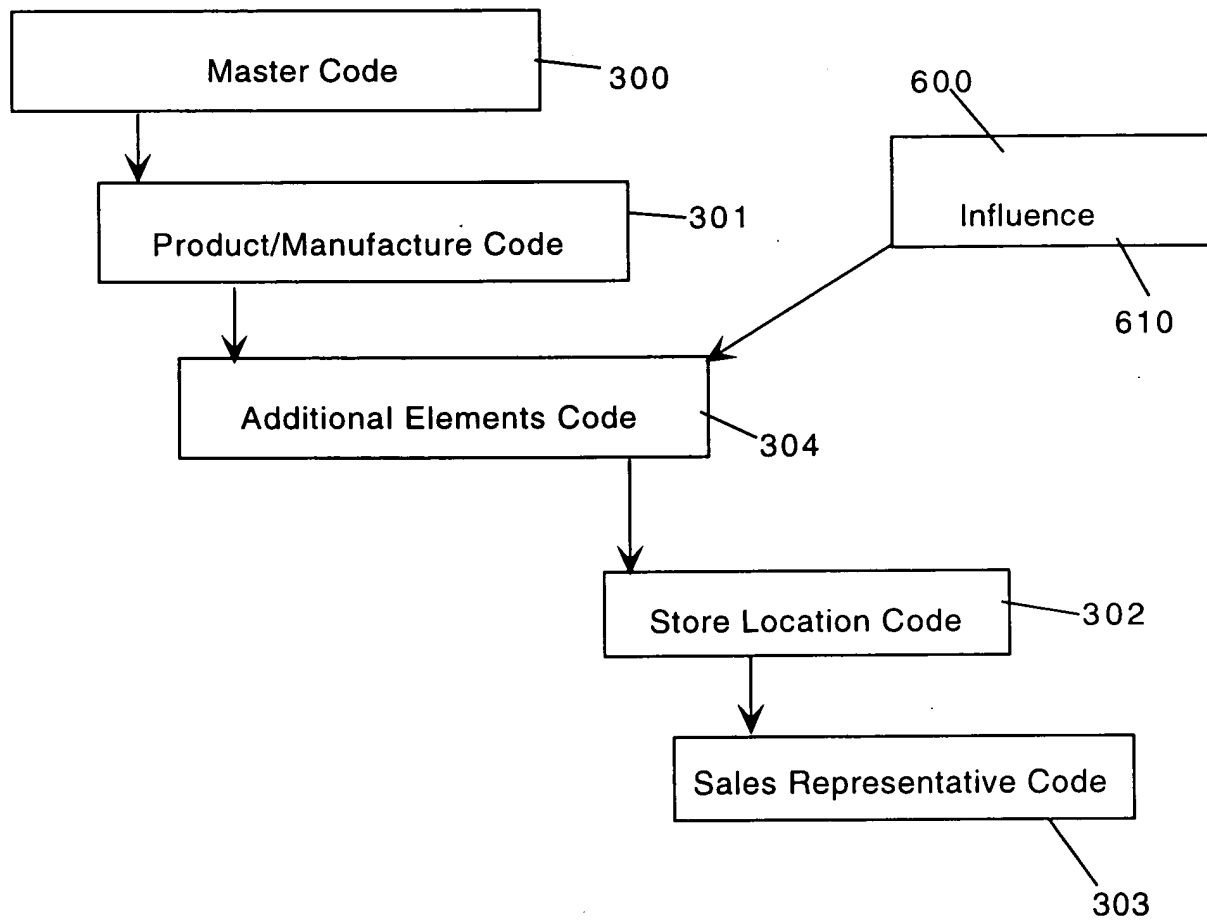 Master Code
300
600
Product/Manufacture Code
301
Influence
610
Additional Elements Code
304
Store Location Code
302
Sales Representative Code
303